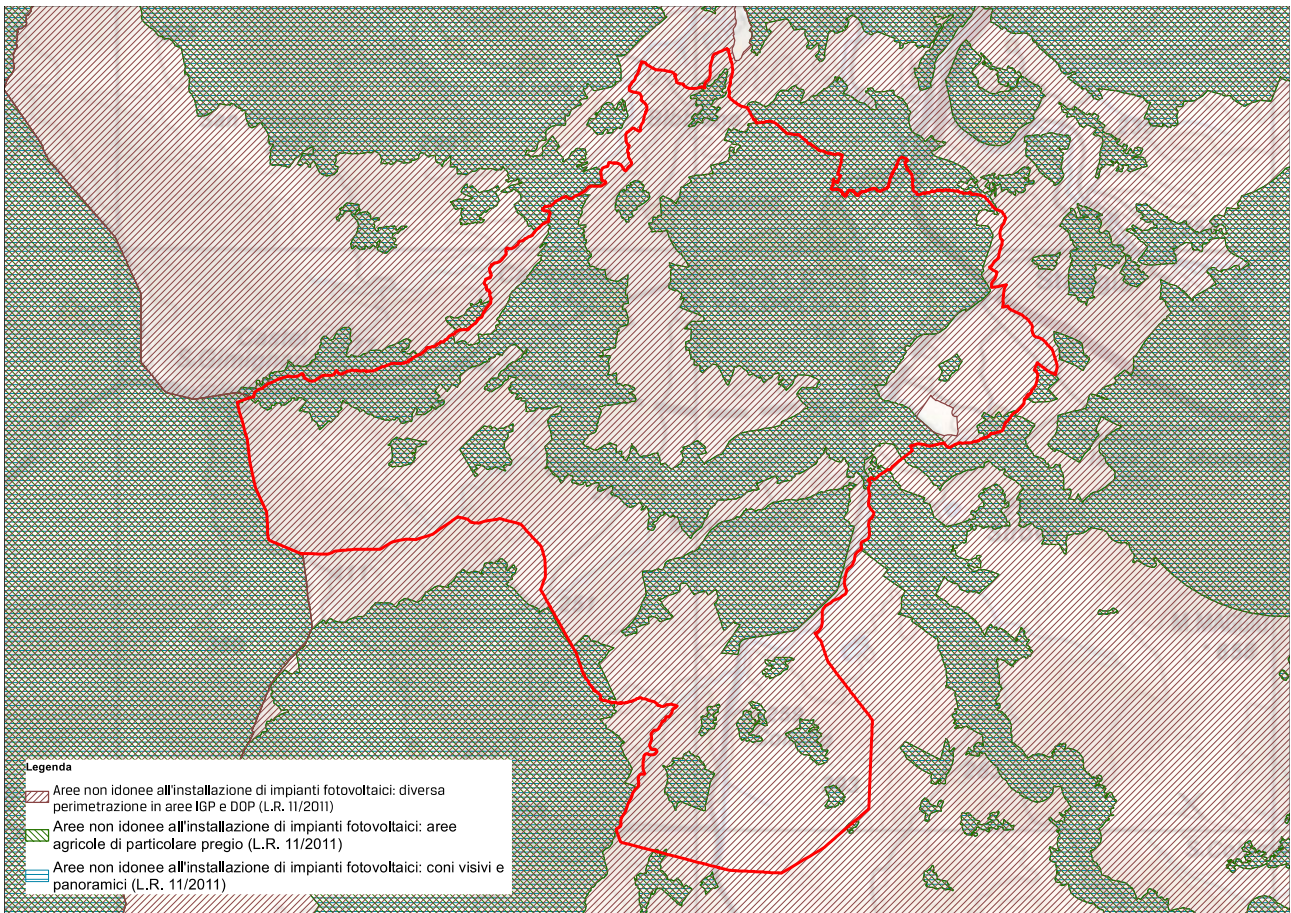 Legenda
Aree non idonee all'installazione di impianti fotovoltaici: diversa
perimetrazione in aree IGP e DOP (L.R. 11/2011)
Aree non idonee all'installazione di impianti fotovoltaici: aree
agricole di particolare pregio (L.R. 11/2011)
Aree non idonee all'installazione di impianti fotovoltaici: coni visivi e
panoramici (L.R. 11/2011)